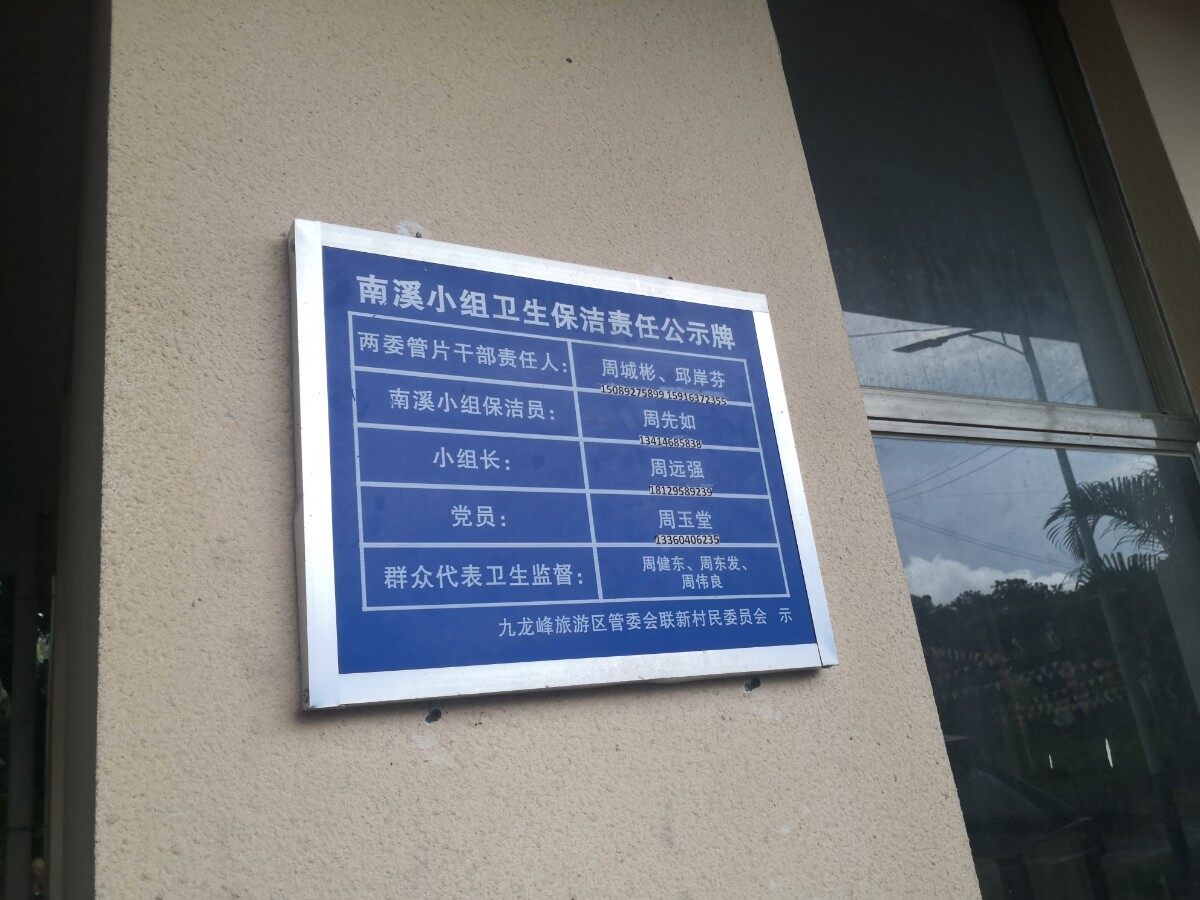 南溪小组卫生保洁责任公示牌
两委管片干部责任人: 周城彬、邱岸芬
15089275899 15916372355
南溪小组保洁员: 周先如
13414685838
小组长: 周远强
18129589239
党员: 周玉堂
13360406235
群众代表卫生监督: 周健东、周东发、
周伟良
九龙峰旅游区管委会联新村民委员会 示